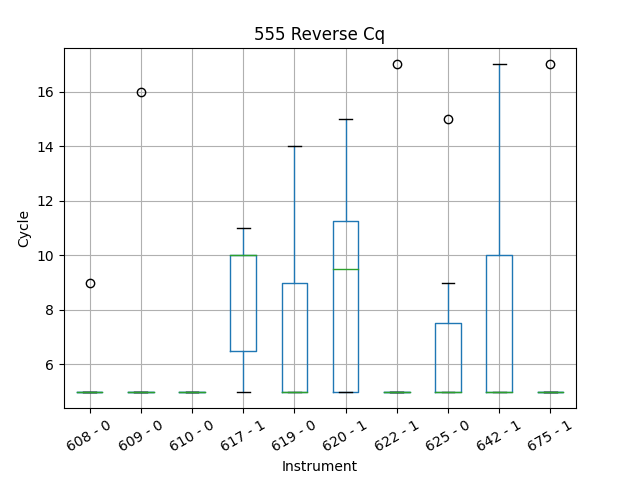 555 Reverse Cq
Cycle
16
14
12
10
8
6
608 - 0
609 - 0
610 - 0
617 - 1
619 - 0
620 - 1
622 - 1
625 - 0
642 - 1
675 - 1
Instrument